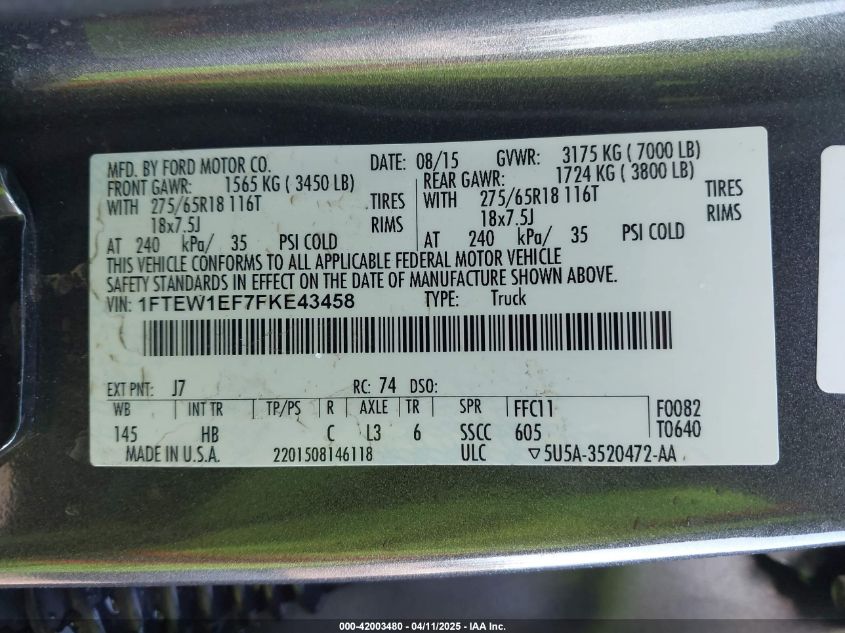 MFD. BY FORD MOTOR CO. DATE: 08/15 GVWR: 3175 KG ( 7000 LB)
FRONT GAWR: 1565 KG ( 3450 LB) REAR GAWR: 1724 KG ( 3800 LB)
WITH 275/65R18 116T TIRES WITH 275/65R18 116T TIRES
18x7.5J RIMS 18x7.5J RIMS
AT 240 kPa/ 35 PSI COLD AT 240 kPa/ 35 PSI COLD
THIS VEHICLE CONFORMS TO ALL APPLICABLE FEDERAL MOTOR VEHICLE
SAFETY STANDARDS IN EFFECT ON THE DATE OF MANUFACTURE SHOWN ABOVE.
VIN: 1FTEW1EF7FKE43458 TYPE: Truck
EXT PNT: J7 RC: 74 DSO:
WB INT TR TP/PS R AXLE TR SPR FFC11 F0082
145 HB C L3 6 SSCC 605 T0640
MADE IN U.S.A. 2201508146118 ULC ▽5U5A-3520472-AA
000-42003480 - 04/11/2025 - IAA Inc.